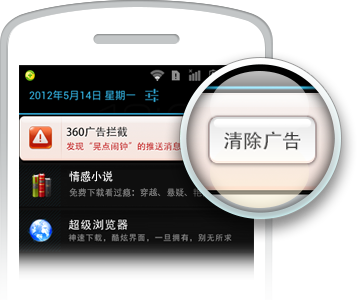 2012年5月14日 星期一
360广告拦截
发现“晃点闹钟”的推送消息
清除广告
情感小说
免费下载看过瘾：穿越、悬疑、
超级浏览器
神速下载，酷炫界面，一旦拥有，别无所求